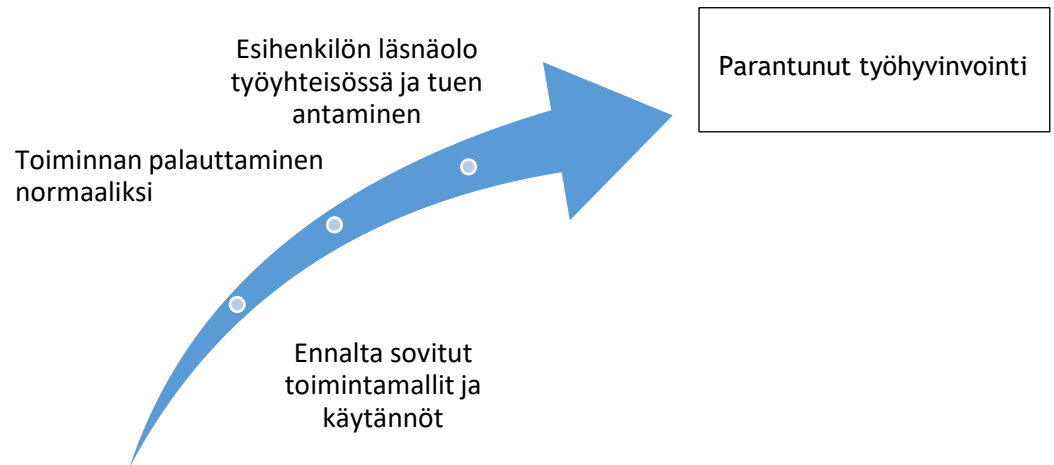 Esihenkilön läsnäolo
työyhteisössä ja tuen
antaminen
Parantunut työhyvinvointi
Toiminnan palauttaminen
normaaliksi
Ennalta sovitut
toimintamallit ja
käytännöt